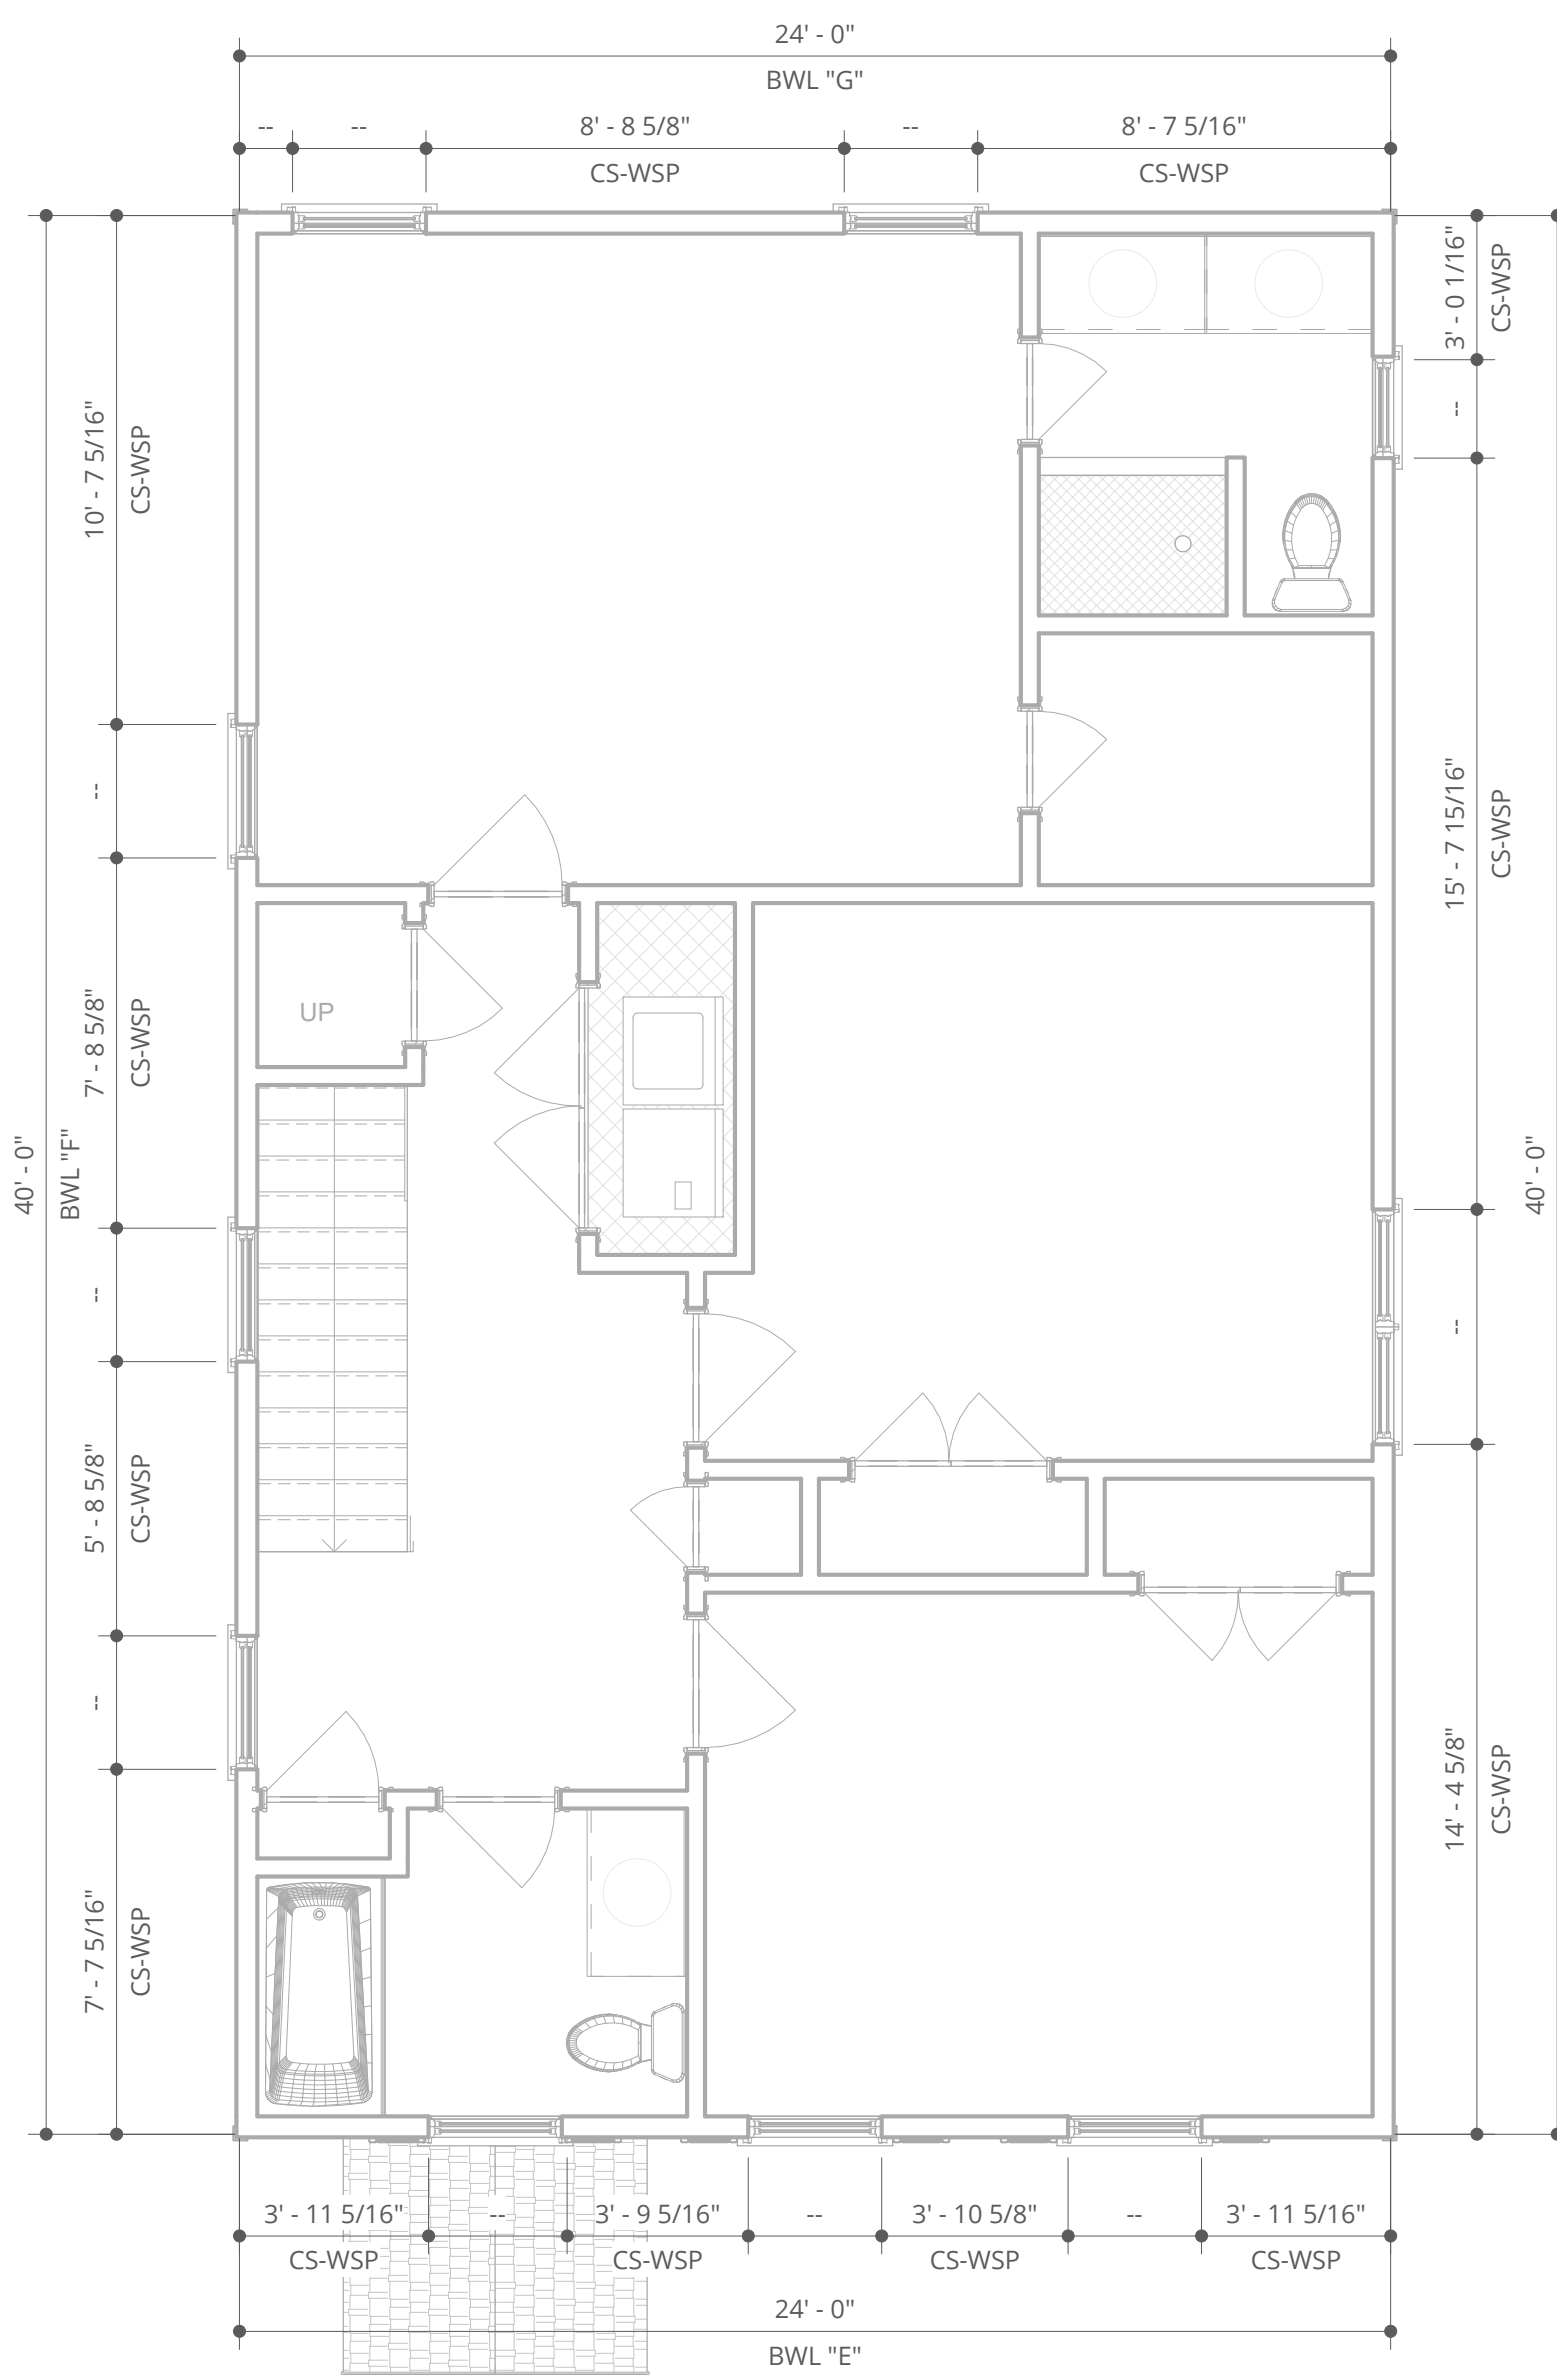 24' - 0"
BWL "G"
--
--
8' - 8 5/8"
CS-WSP
--
8' - 7 5/16"
CS-WSP
40' - 0"
BWL "F"
10' - 7 5/16"
CS-WSP
--
7' - 8 5/8"
CS-WSP
--
5' - 8 5/8"
CS-WSP
--
7' - 7 5/16"
CS-WSP
UP
3' - 0 1/16"
CS-WSP
--
15' - 7 15/16"
CS-WSP
--
14' - 4 5/8"
CS-WSP
40' - 0"
3' - 11 5/16"
CS-WSP
--
3' - 9 5/16"
CS-WSP
--
3' - 10 5/8"
CS-WSP
--
3' - 11 5/16"
CS-WSP
24' - 0"
BWL "E"